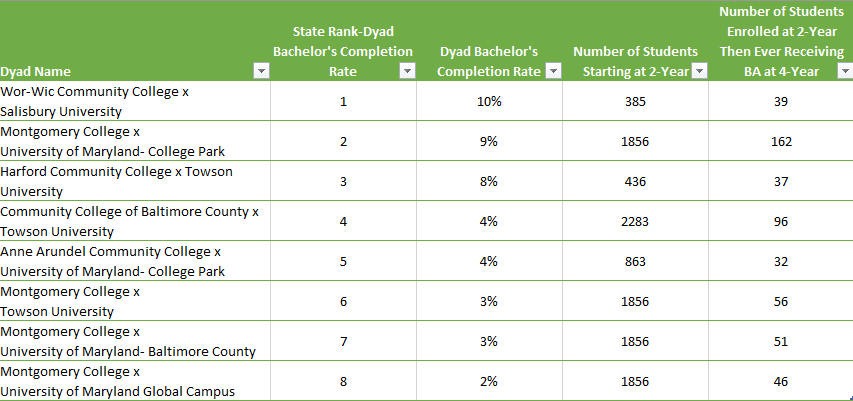 Dyad Name
State Rank-Dyad
Bachelor's Completion
Rate
Dyad Bachelor's
Completion Rate
Number of Students
Starting at 2-Year
Number of Students
Enrolled at 2-Year
Then Ever Receiving
BA at 4-Year
Wor-Wic Community College x
Salisbury University
1
10%
385
39
Montgomery College x
University of Maryland- College Park
2
9%
1856
162
Harford Community College x Towson
University
3
8%
436
37
Community College of Baltimore County x
Towson University
4
4%
2283
96
Anne Arundel Community College x
University of Maryland- College Park
5
4%
863
32
Montgomery College x
Towson University
6
3%
1856
56
Montgomery College x
University of Maryland- Baltimore County
7
3%
1856
51
Montgomery College x
University of Maryland Global Campus
8
2%
1856
46